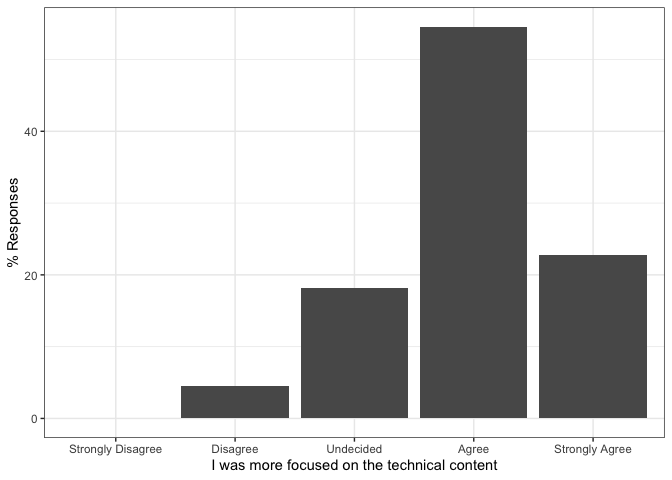 % Responses
40
20
0
Strongly Disagree Disagree Undecided Agree Strongly Agree
I was more focused on the technical content